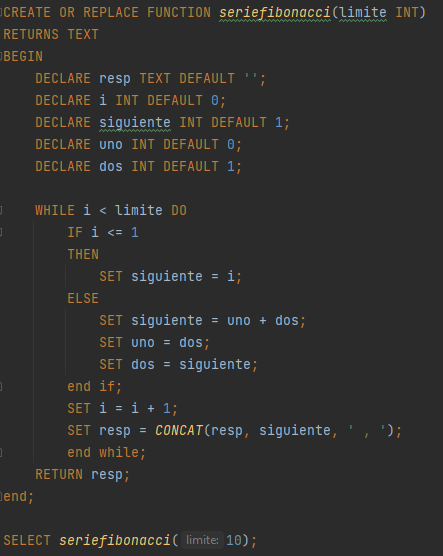 CREATE OR REPLACE FUNCTION seriefibonacci(limite INT)
RETURNS TEXT
BEGIN
    DECLARE resp TEXT DEFAULT '';
    DECLARE i INT DEFAULT 0;
    DECLARE siguiente INT DEFAULT 1;
    DECLARE uno INT DEFAULT 0;
    DECLARE dos INT DEFAULT 1;

    WHILE i < limite DO
        IF i <= 1
        THEN
            SET siguiente = i;
        ELSE
            SET siguiente = uno + dos;
            SET uno = dos;
            SET dos = siguiente;
        end if;
        SET i = i + 1;
        SET resp = CONCAT(resp, siguiente, ' , ');
        end while;
    RETURN resp;
end;

SELECT seriefibonacci( limite: 10);